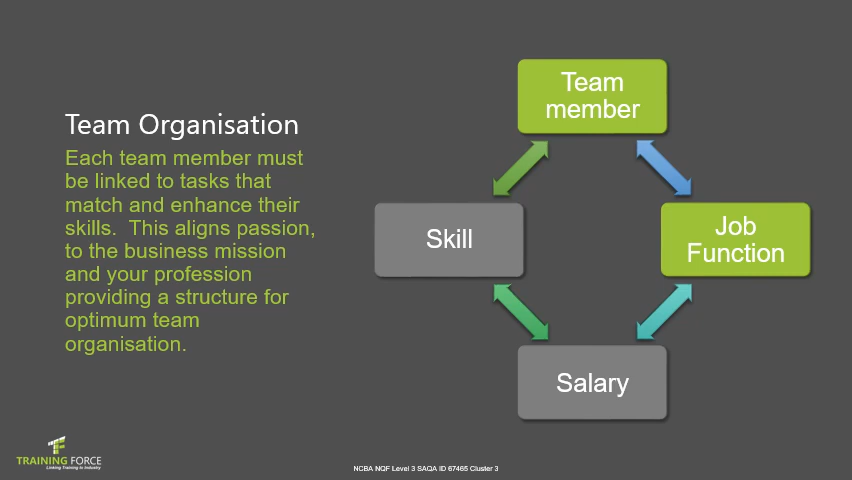 Team Organisation
Each team member must
be linked to tasks that
match and enhance their
skills.  This aligns passion,
to the business mission
and your profession
providing a structure for
optimum team
organisation.
Team
member
Skill
Job
Function
Salary
TRAINING FORCE
Linking Training to Industry
NCBA NQF Level 3 SAQA ID 67465 Cluster 3